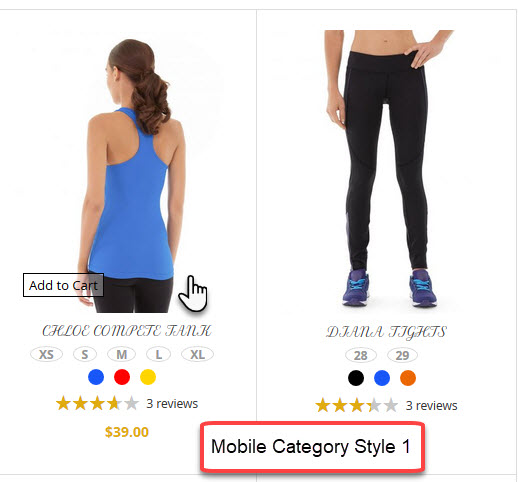 Add to Cart
CHLOE COMPETE TANK
XS S M L XL
3 reviews
$39.00
DIANA TIGHTS
28 29
3 reviews
Mobile Category Style 1